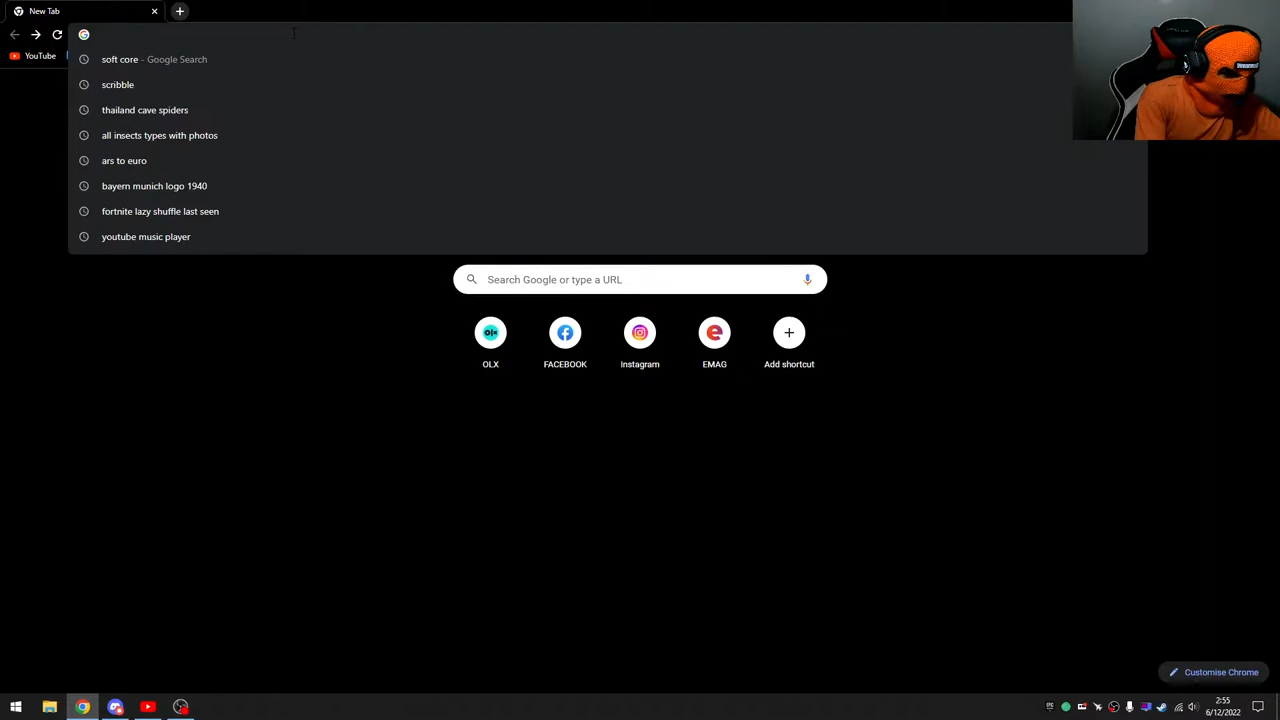 New Tab
YouTube
soft core - Google Search
scribble
thailand cave spiders
all insects types with photos
ars to euro
bayern munich logo 1940
fortnite lazy shuffle last seen
youtube music player
Search Google or type a URL
OLX
FACEBOOK
Instagram
EMAG
Add shortcut
Customise Chrome
2:55
6/12/2022